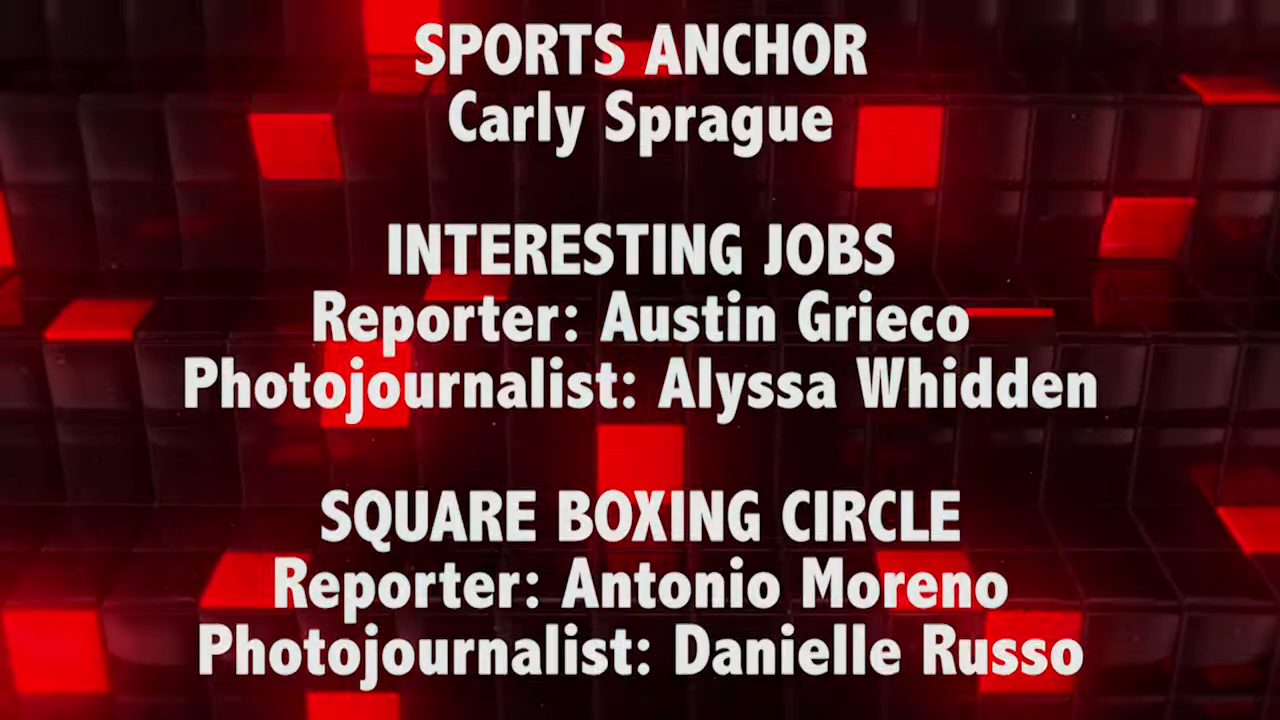 SPORTS ANCHOR
Carly Sprague
INTERESTING JOBS
Reporter: Austin Grieco
Photojournalist: Alyssa Whidden
SQUARE BOXING CIRCLE
Reporter: Antonio Moreno
Photojournalist: Danielle Russo